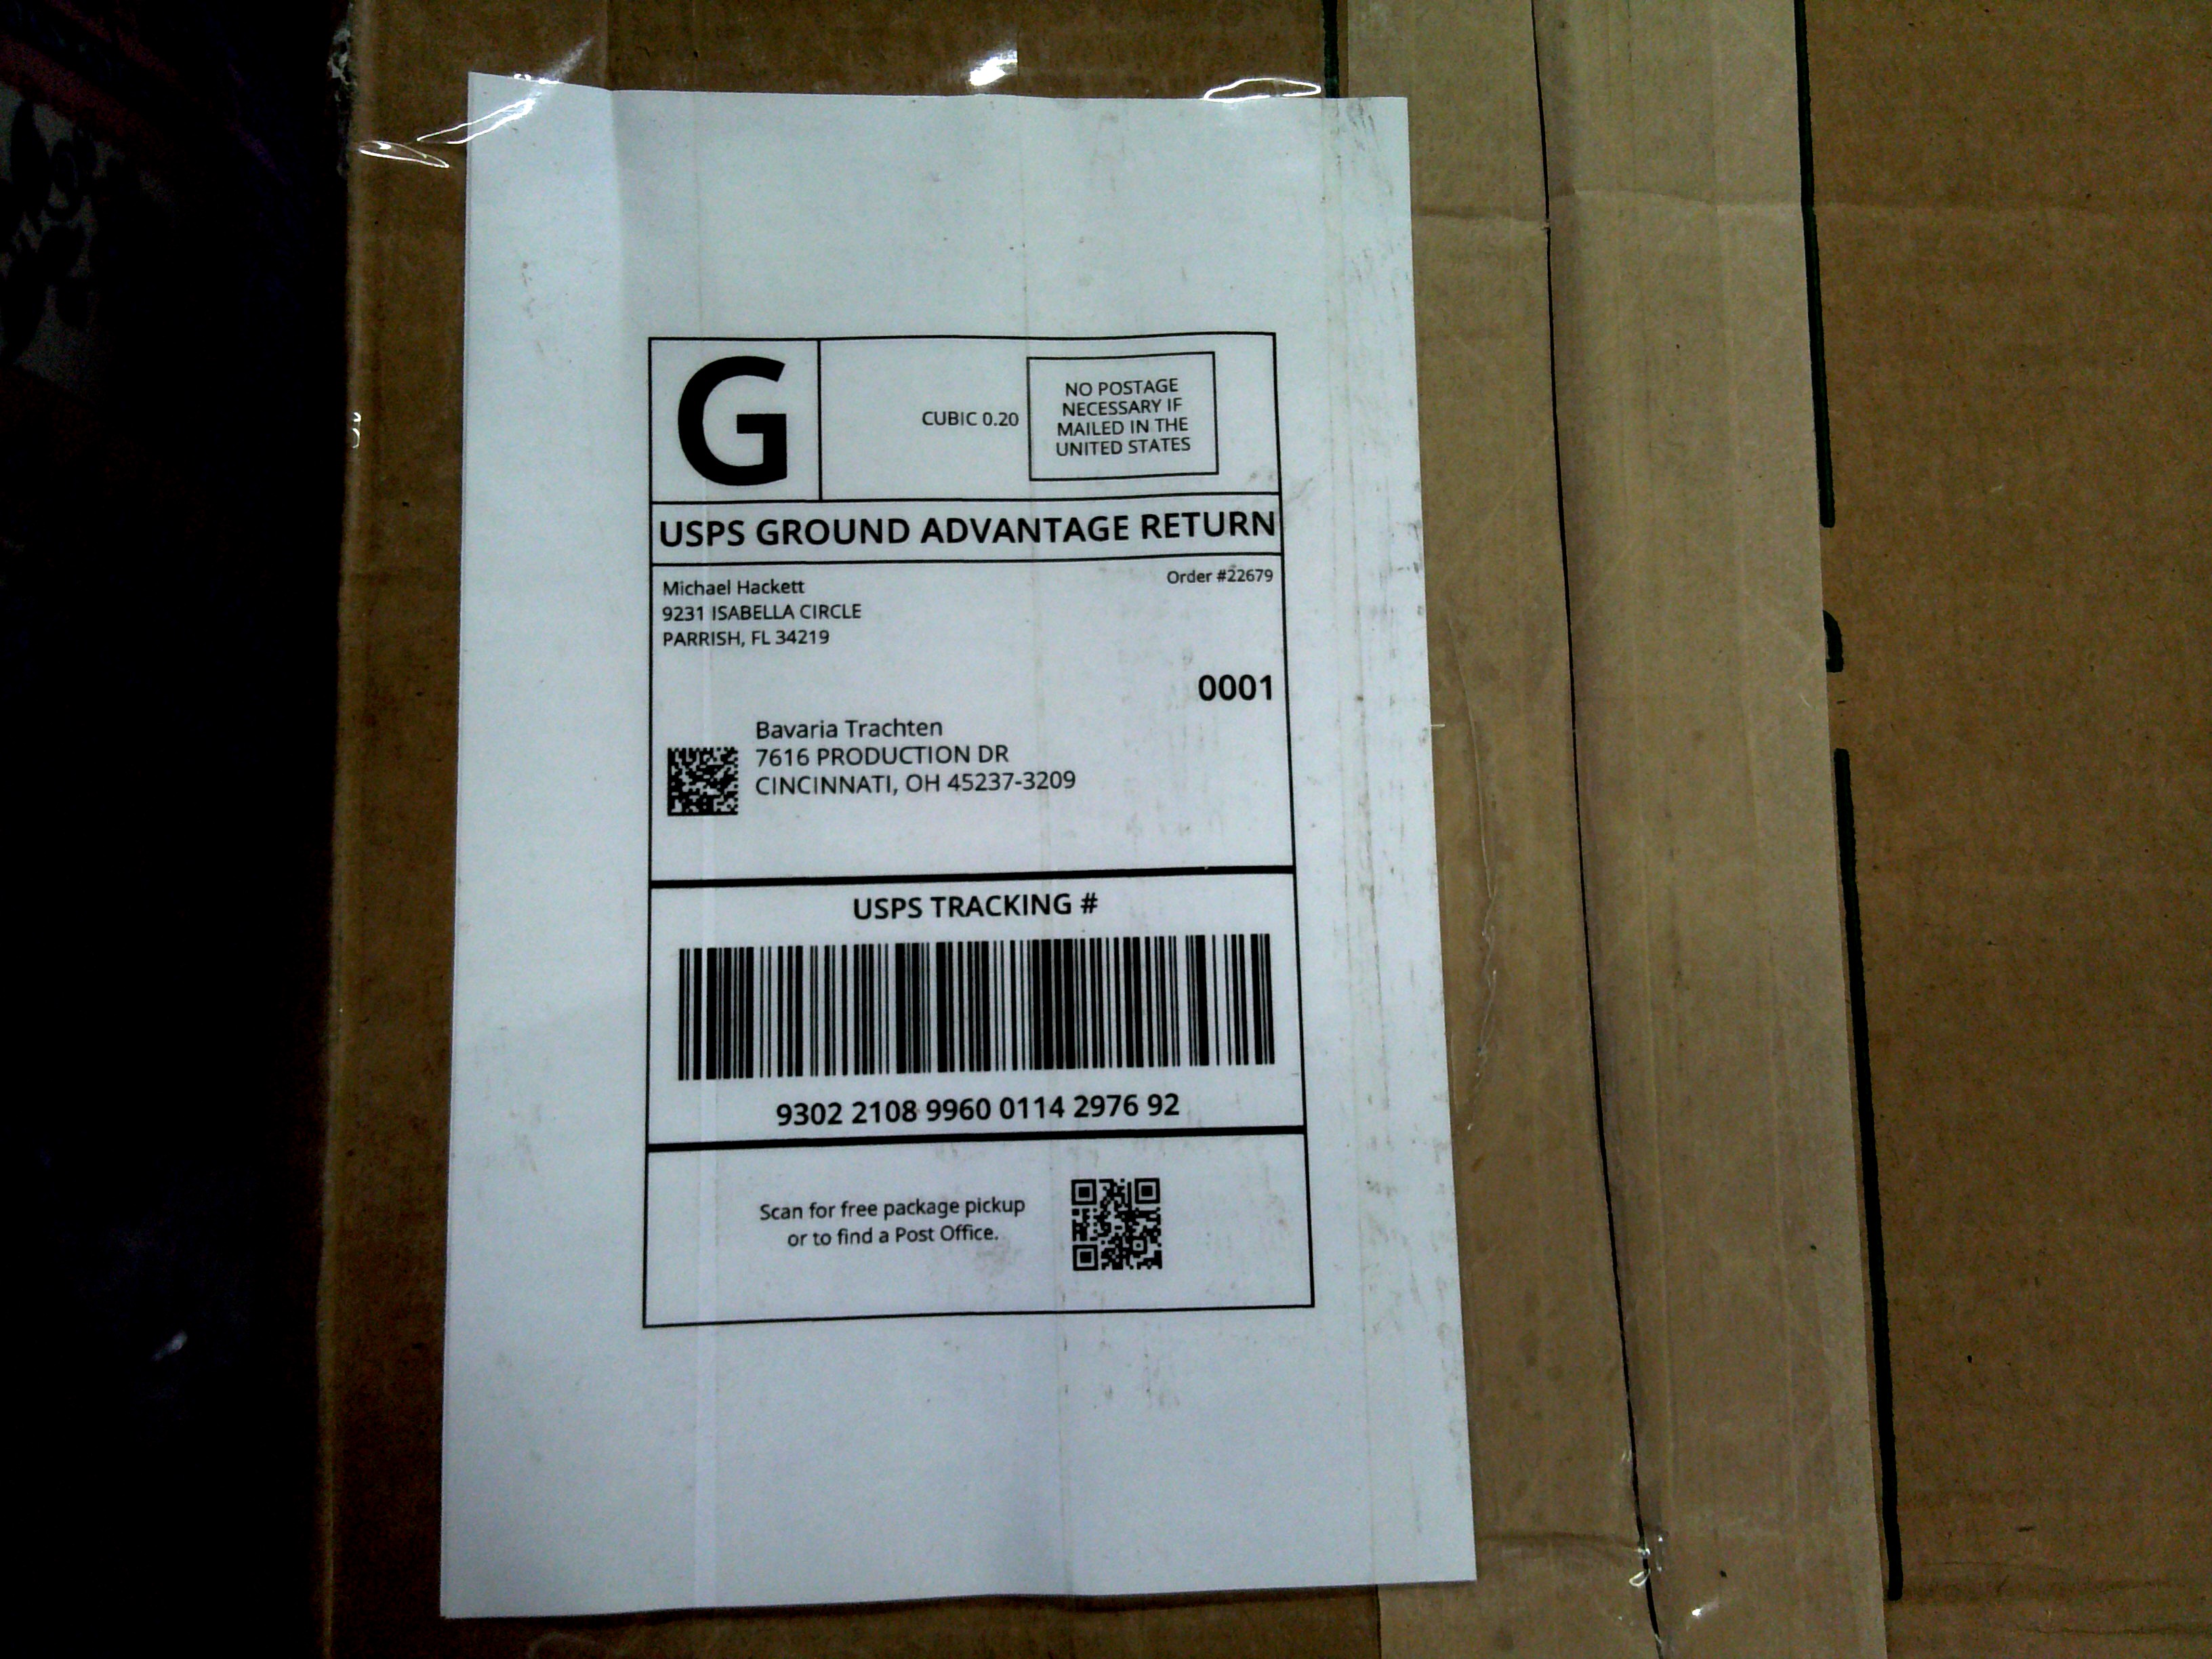 G
CUBIC 0.20
NO POSTAGE
NECESSARY IF
MAILED IN THE
UNITED STATES
USPS GROUND ADVANTAGE RETURN
Michael Hackett
9231 ISABELLA CIRCLE
PARRISH, FL 34219
Order #22679
0001
Bavaria Trachten
7616 PRODUCTION DR
CINCINNATI, OH 45237-3209
USPS TRACKING #
9302 2108 9960 0114 2976 92
Scan for free package pickup
or to find a Post Office.